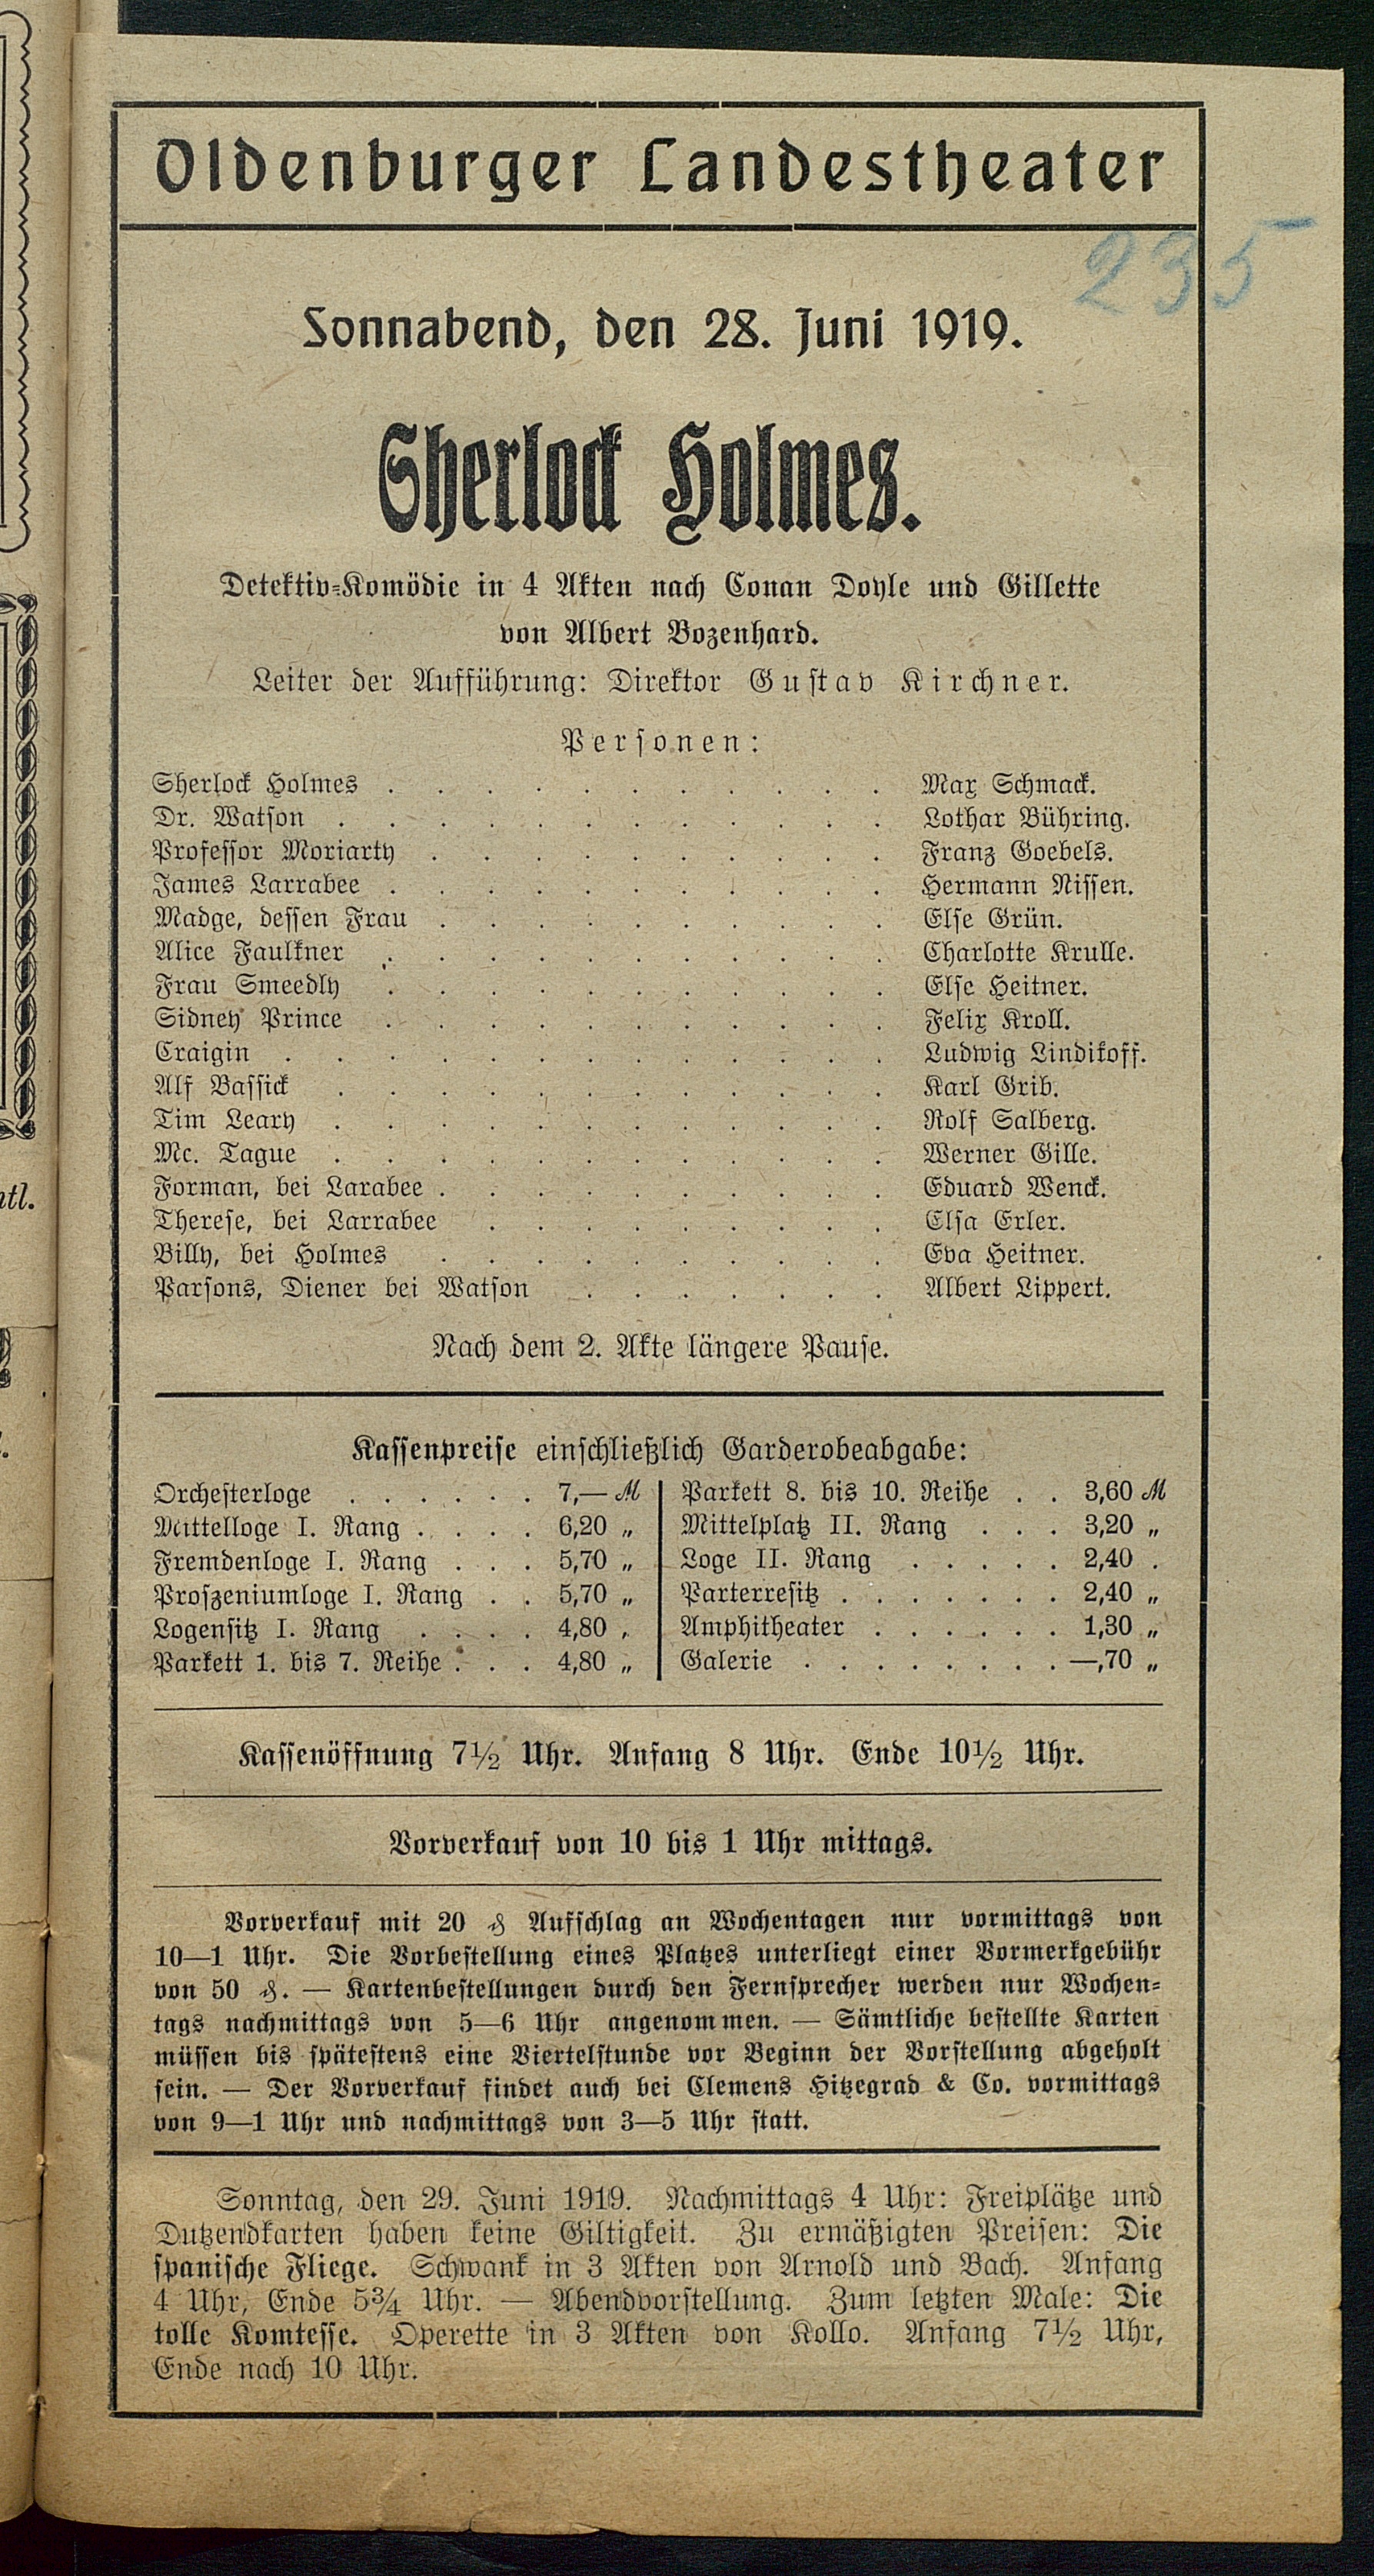 Oldenburger Landestheater
235
Sonnabend, den 28. Juni 1919.
Sherlock Holmes.
Detektiv-Komödie in 4 Akten nach Conan Doyle und Gillette
von Albert Bozenhard.
Leiter der Aufführung: Direktor Gustav Kirchner.
Personen:
Sherlock Holmes . . . . . . . . . . . Max Schmack.
Dr. Watson . . . . . . . . . . . . Lothar Bühring.
Professor Moriarty . . . . . . . . . . Franz Goebels.
James Larrabee . . . . . . . . . . . Hermann Nissen.
Madge, dessen Frau . . . . . . . . . . Else Grün.
Alice Faulkner . . . . . . . . . . . Charlotte Krulle.
Frau Smeedly . . . . . . . . . . . Else Heitner.
Sidney Prince . . . . . . . . . . . Felix Kroll.
Craigin . . . . . . . . . . . . . Ludwig Lindikoff.
Alf Bassick . . . . . . . . . . . . Karl Grib.
Tim Leary . . . . . . . . . . . . Rolf Salberg.
Mc. Tague . . . . . . . . . . . . Werner Gille.
Forman, bei Larabee . . . . . . . . . . Eduard Wenck.
Therese, bei Larrabee . . . . . . . . . Elsa Erler.
Billy, bei Holmes . . . . . . . . . . Eva Heitner.
Parsons, Diener bei Watson . . . . . . . Albert Lippert.
Nach dem 2. Akte längere Pause.
Kassenpreise einschließlich Garderobeabgabe:
Orchesterloge . . . . . . 7,— ℳ
Mittelloge I. Rang . . . . 6,20 „
Fremdenloge I. Rang . . . 5,70 „
Proszeniumloge I. Rang . . 5,70 „
Logensitz I. Rang . . . . 4,80 „
Parkett 1. bis 7. Reihe . . . 4,80 „
Parkett 8. bis 10. Reihe . . 3,60 ℳ
Mittelplatz II. Rang . . . 3,20 „
Loge II. Rang . . . . . 2,40 .
Parterresitz . . . . . . . 2,40 „
Amphitheater . . . . . . 1,30 „
Galerie . . . . . . . . —,70 „
Kassenöffnung 7½ Uhr. Anfang 8 Uhr. Ende 10½ Uhr.
Vorverkauf von 10 bis 1 Uhr mittags.
Vorverkauf mit 20 ₰ Aufschlag an Wochentagen nur vormittags von
10—1 Uhr. Die Vorbestellung eines Platzes unterliegt einer Vormerkgebühr
von 50 ₰. — Kartenbestellungen durch den Fernsprecher werden nur Wochen-
tags nachmittags von 5—6 Uhr angenommen. — Sämtliche bestellte Karten
müssen bis spätestens eine Viertelstunde vor Beginn der Vorstellung abgeholt
sein. — Der Vorverkauf findet auch bei Clemens Hitzegrad & Co. vormittags
von 9—1 Uhr und nachmittags von 3—5 Uhr statt.
Sonntag, den 29. Juni 1919. Nachmittags 4 Uhr: Freiplätze und
Dutzendkarten haben keine Giltigkeit. Zu ermäßigten Preisen: Die
spanische Fliege. Schwank in 3 Akten von Arnold und Bach. Anfang
4 Uhr, Ende 5¾ Uhr. — Abendvorstellung. Zum letzten Male: Die
tolle Komtesse. Operette in 3 Akten von Kollo. Anfang 7½ Uhr,
Ende nach 10 Uhr.